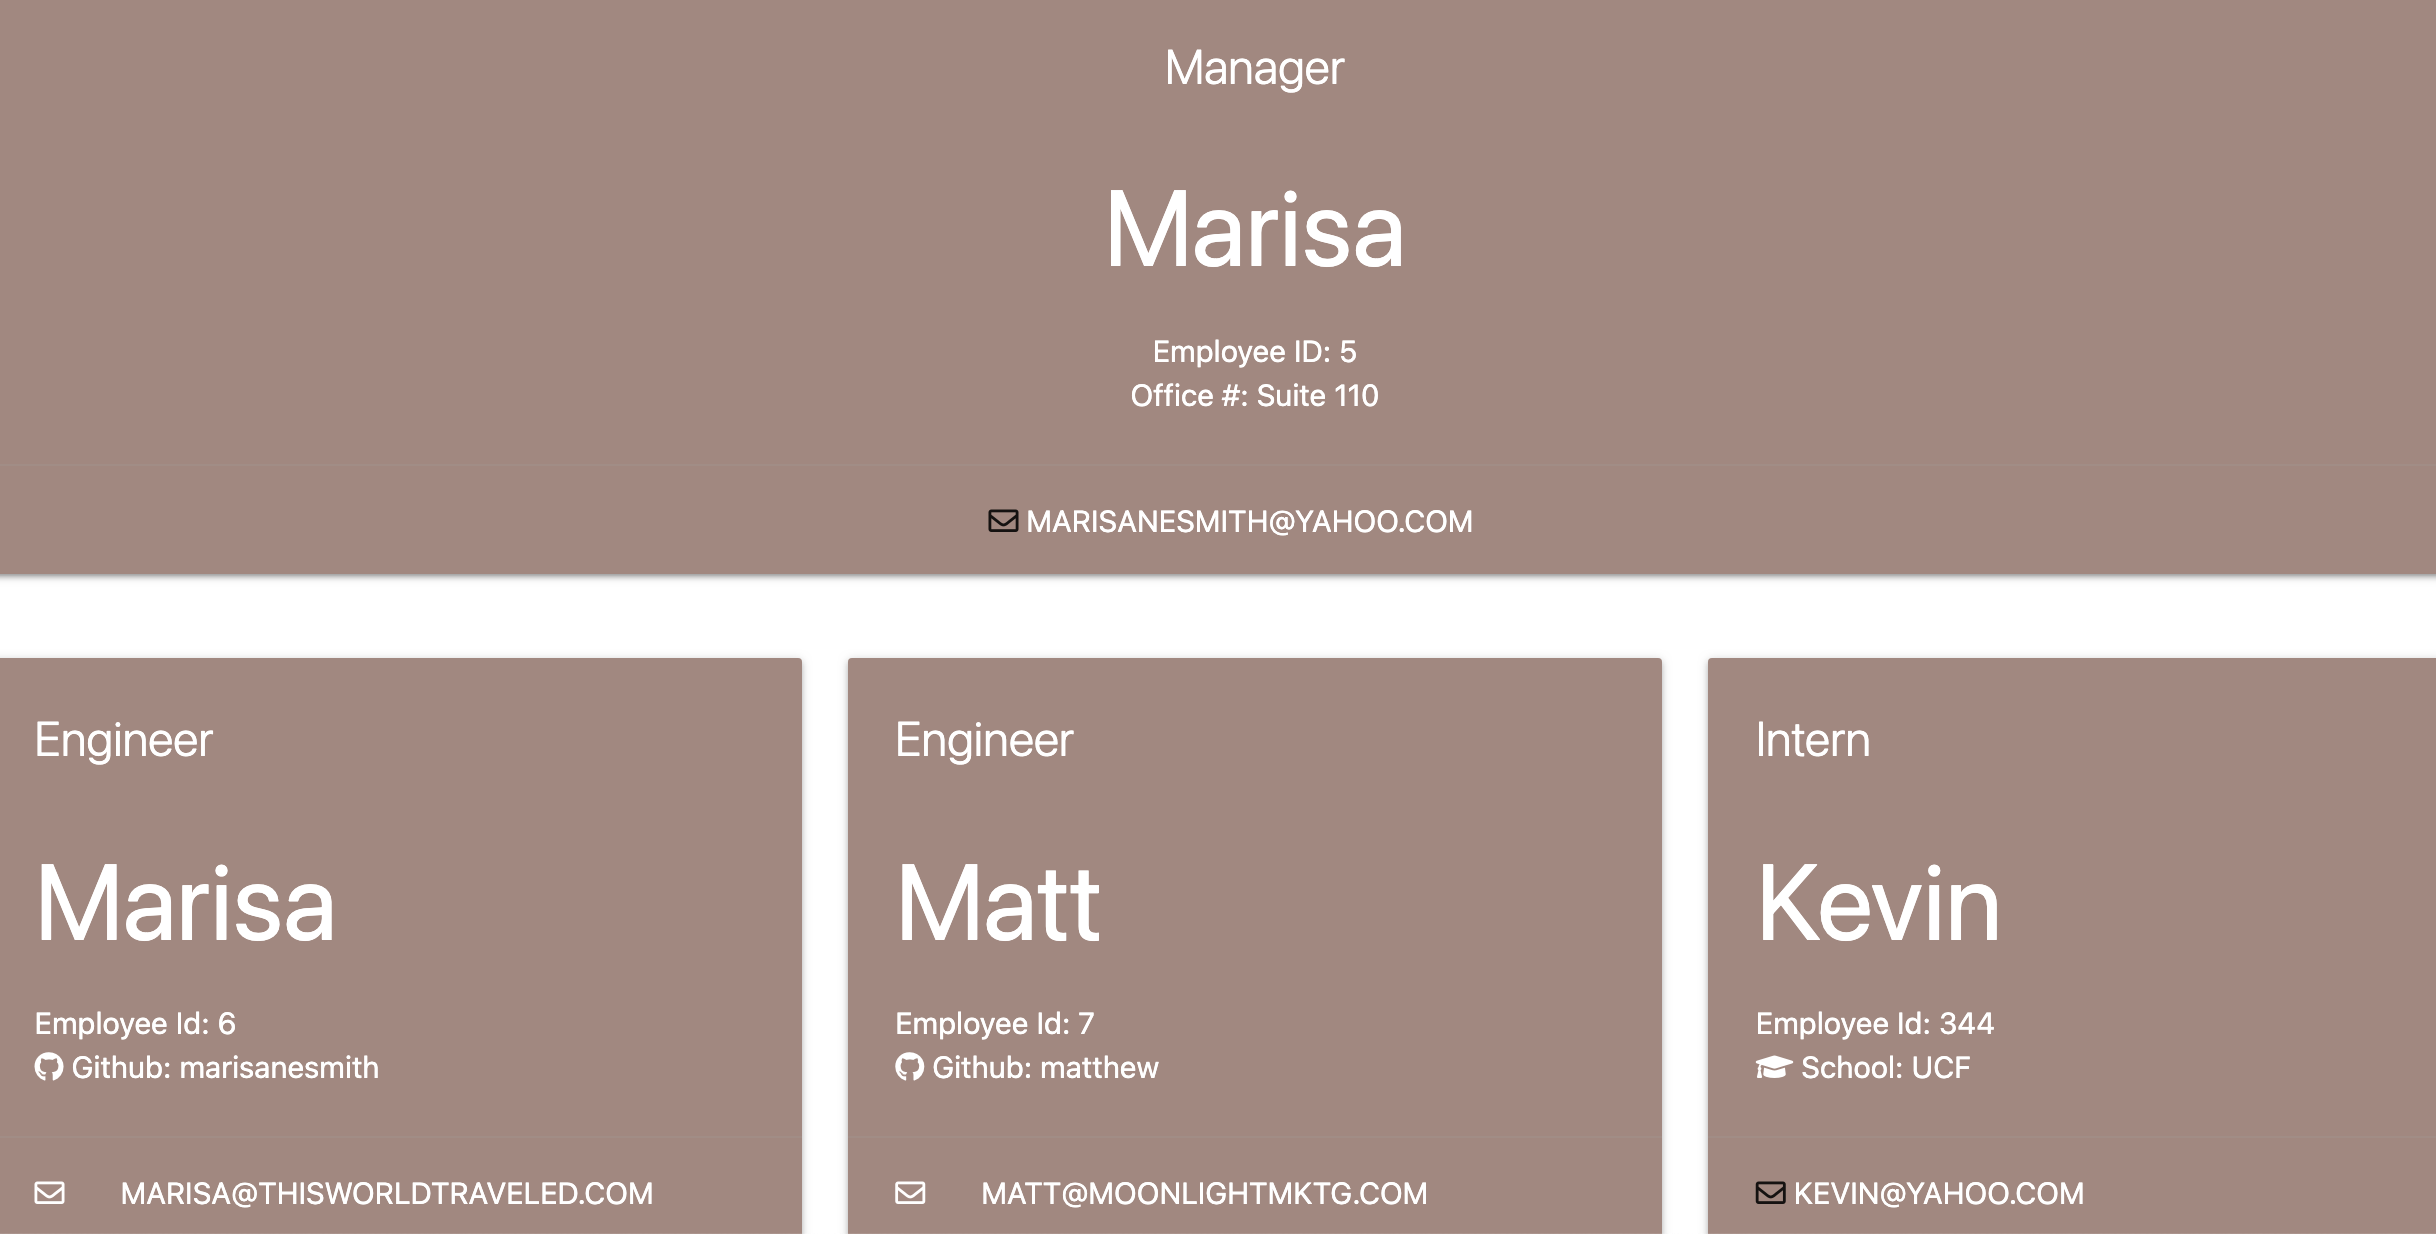 Manager
Marisa
Employee ID: 5
Office #: Suite 110
MARISANESMITH@YAHOO.COM
Engineer
Marisa
Employee Id: 6
Github: marisanesmith
MARISA@THISWORLDTRAVELED.COM
Engineer
Matt
Employee Id: 7
Github: matthew
MATT@MOONLIGHTMKTG.COM
Intern
Kevin
Employee Id: 344
School: UCF
KEVIN@YAHOO.COM